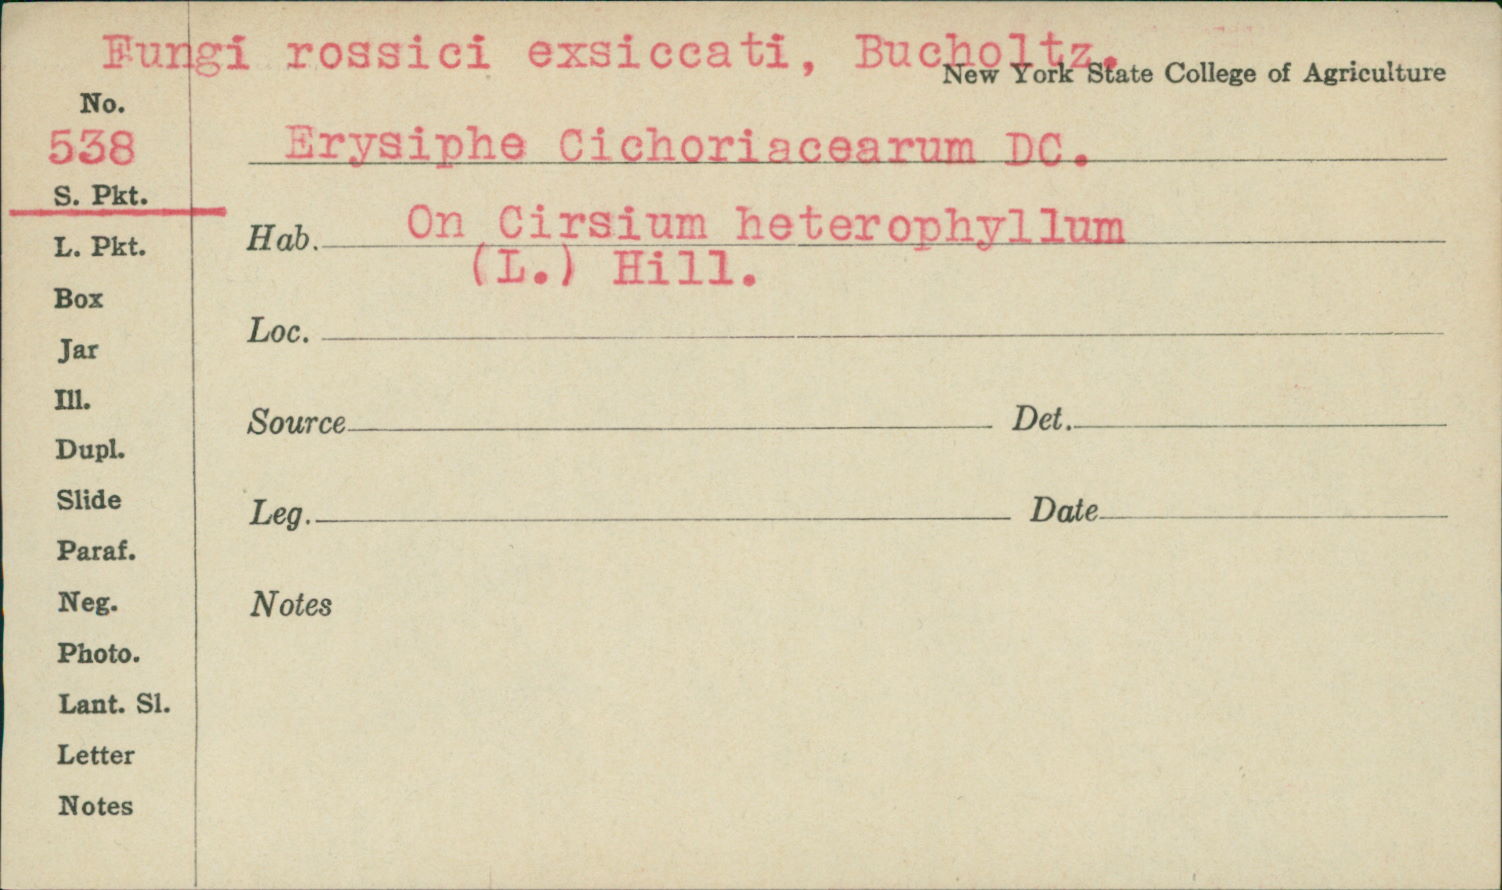 Fungi rossici exsiccati, Bucholtz.
New York State College of Agriculture
No.
538
Erysiphe Cichoriacearum DC.
S. Pkt.
Hab. On Cirsium heterophyllum
(L.) Hill.
L. Pkt.
Box
Loc.
Jar
Ill.
Source Det.
Dupl.
Slide
Leg. Date
Paraf.
Neg.
Notes
Photo.
Lant. Sl.
Letter
Notes